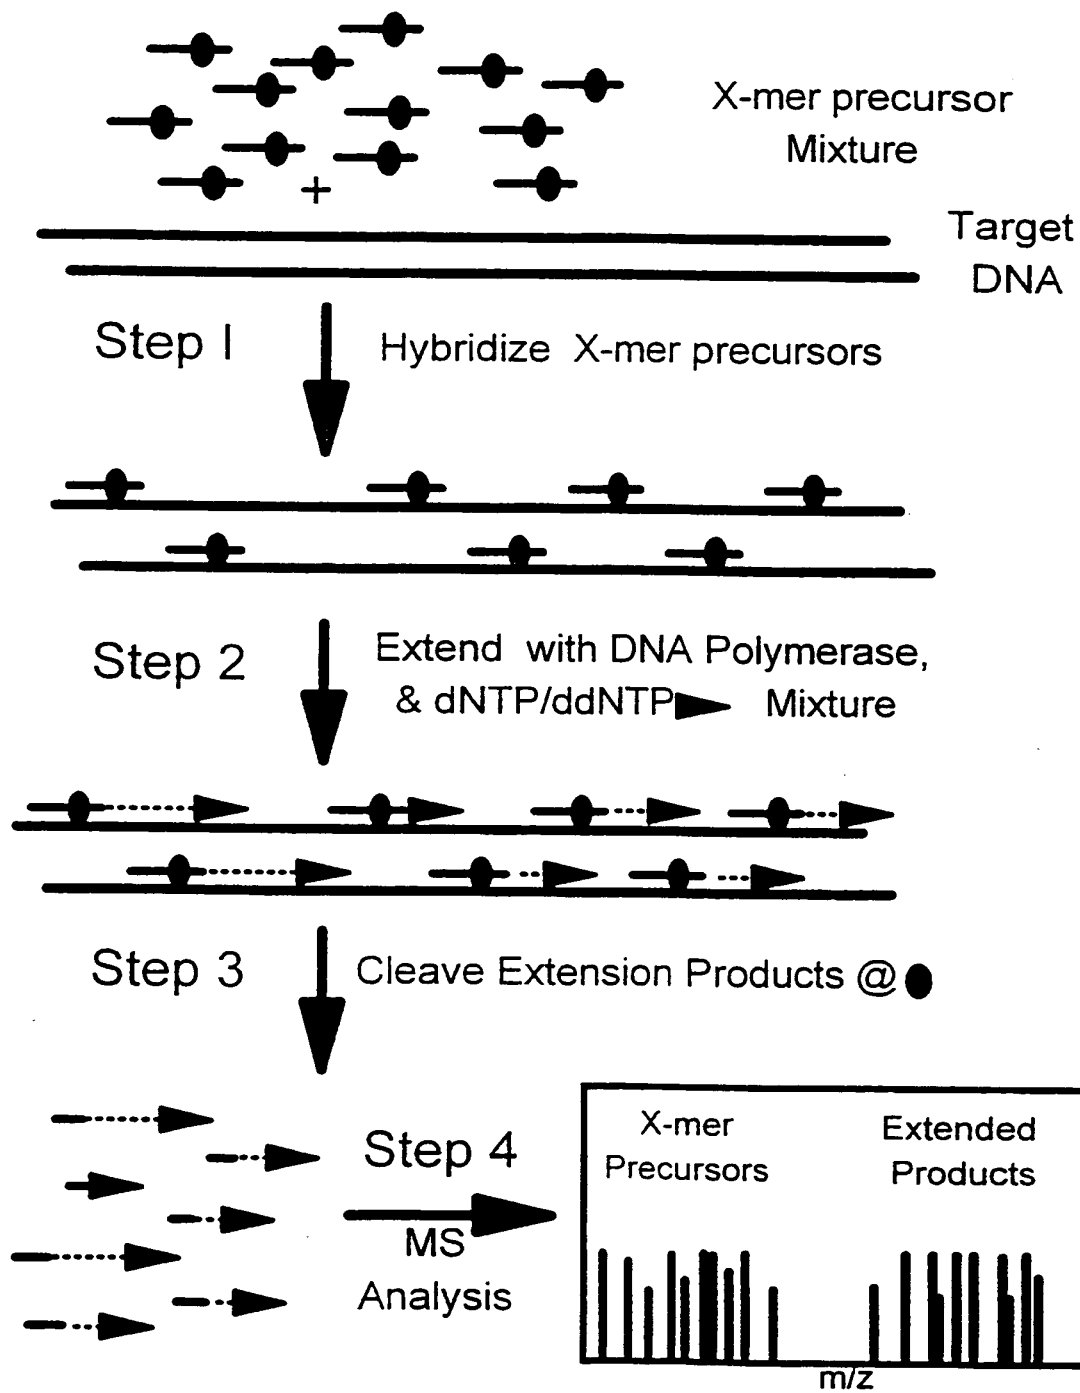 X-mer precursor
Mixture
+
Target
DNA
Step I
Hybridize X-mer precursors
Step 2
Extend with DNA Polymerase,
& dNTP/ddNTP Mixture
Step 3
Cleave Extension Products @
Step 4
MS
Analysis
X-mer
Precursors
Extended
Products
m/z